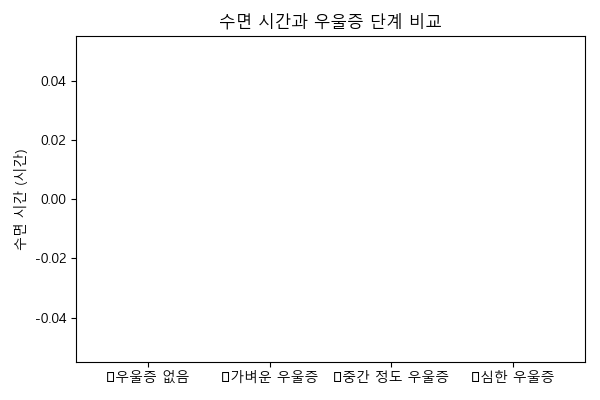 수면 시간과 우울증 단계 비교
수면 시간 (시간)
0.04
0.02
0.00
-0.02
-0.04
▯우울증 없음 ▯가벼운 우울증 ▯중간 정도 우울증 ▯심한 우울증